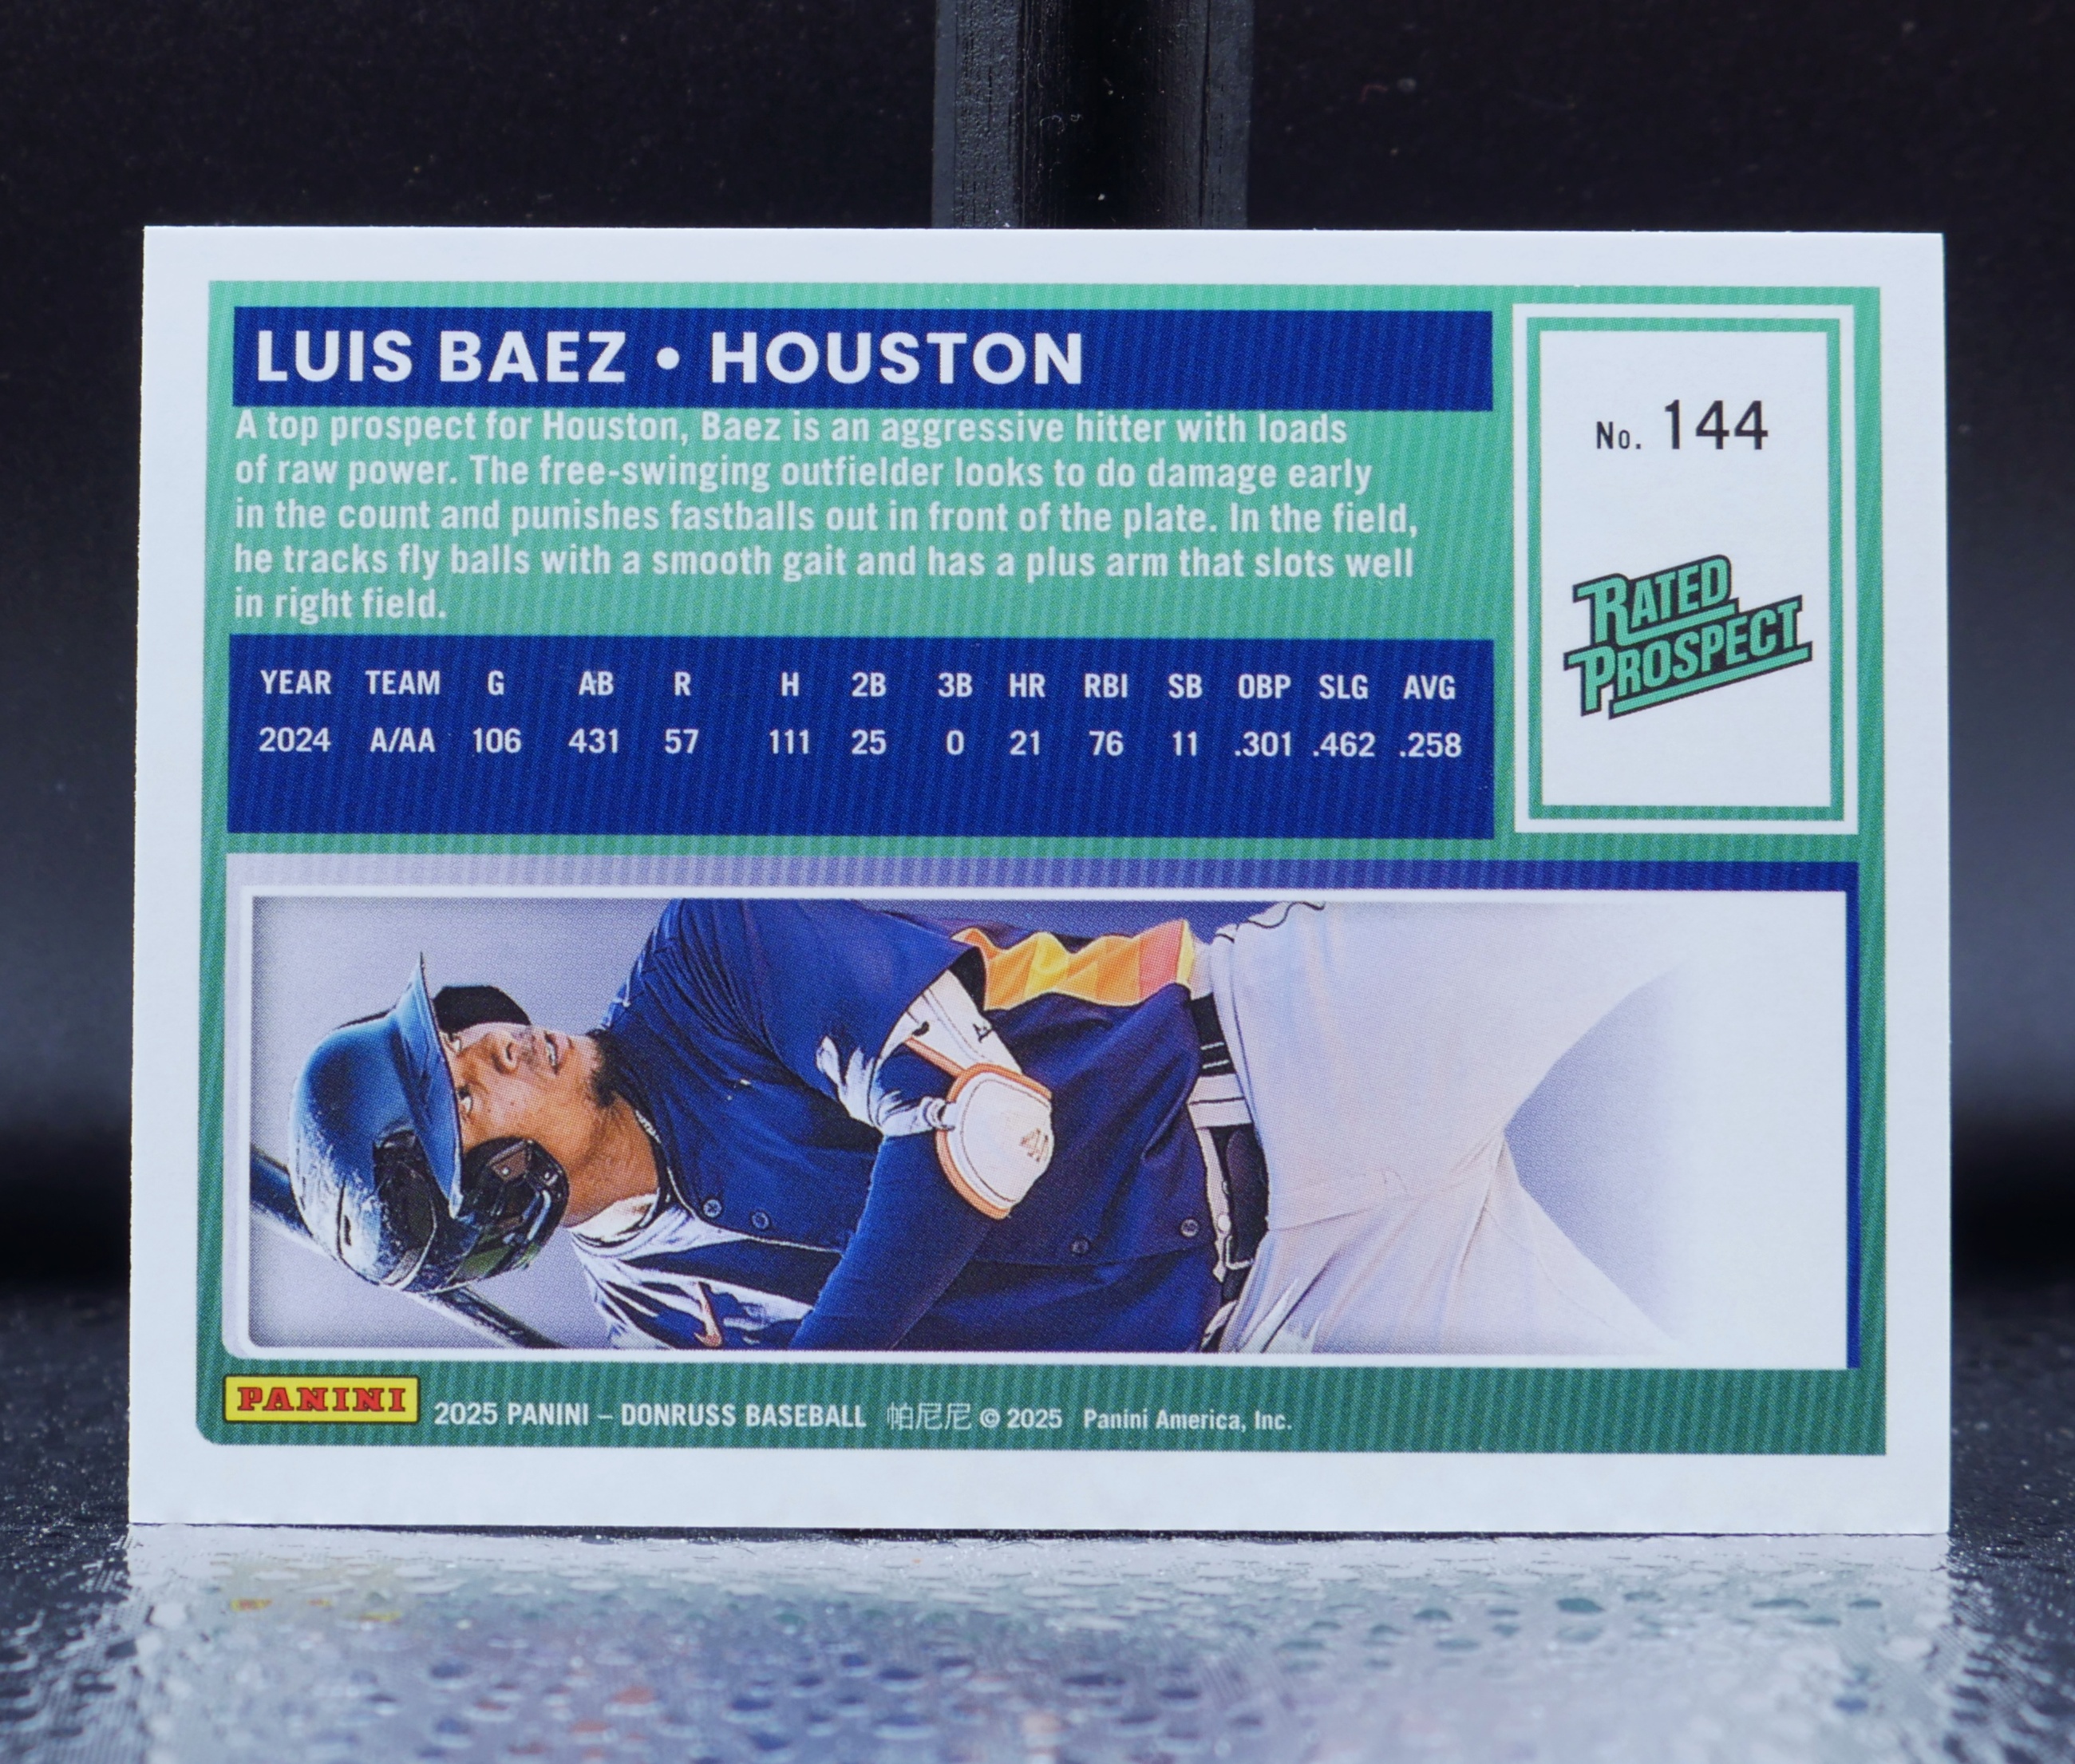 LUIS BAEZ • HOUSTON
A top prospect for Houston, Baez is an aggressive hitter with loads
of raw power. The free-swinging outfielder looks to do damage early
in the count and punishes fastballs out in front of the plate. In the field,
he tracks fly balls with a smooth gait and has a plus arm that slots well
in right field.
No. 144
RATED
PROSPECT
YEAR TEAM G AB R H 2B 3B HR RBI SB OBP SLG AVG
2024 A/AA 106 431 57 111 25 0 21 76 11 .301 .462 .258
PANINI 2025 PANINI – DONRUSS BASEBALL 帕尼尼 © 2025 Panini America, Inc.